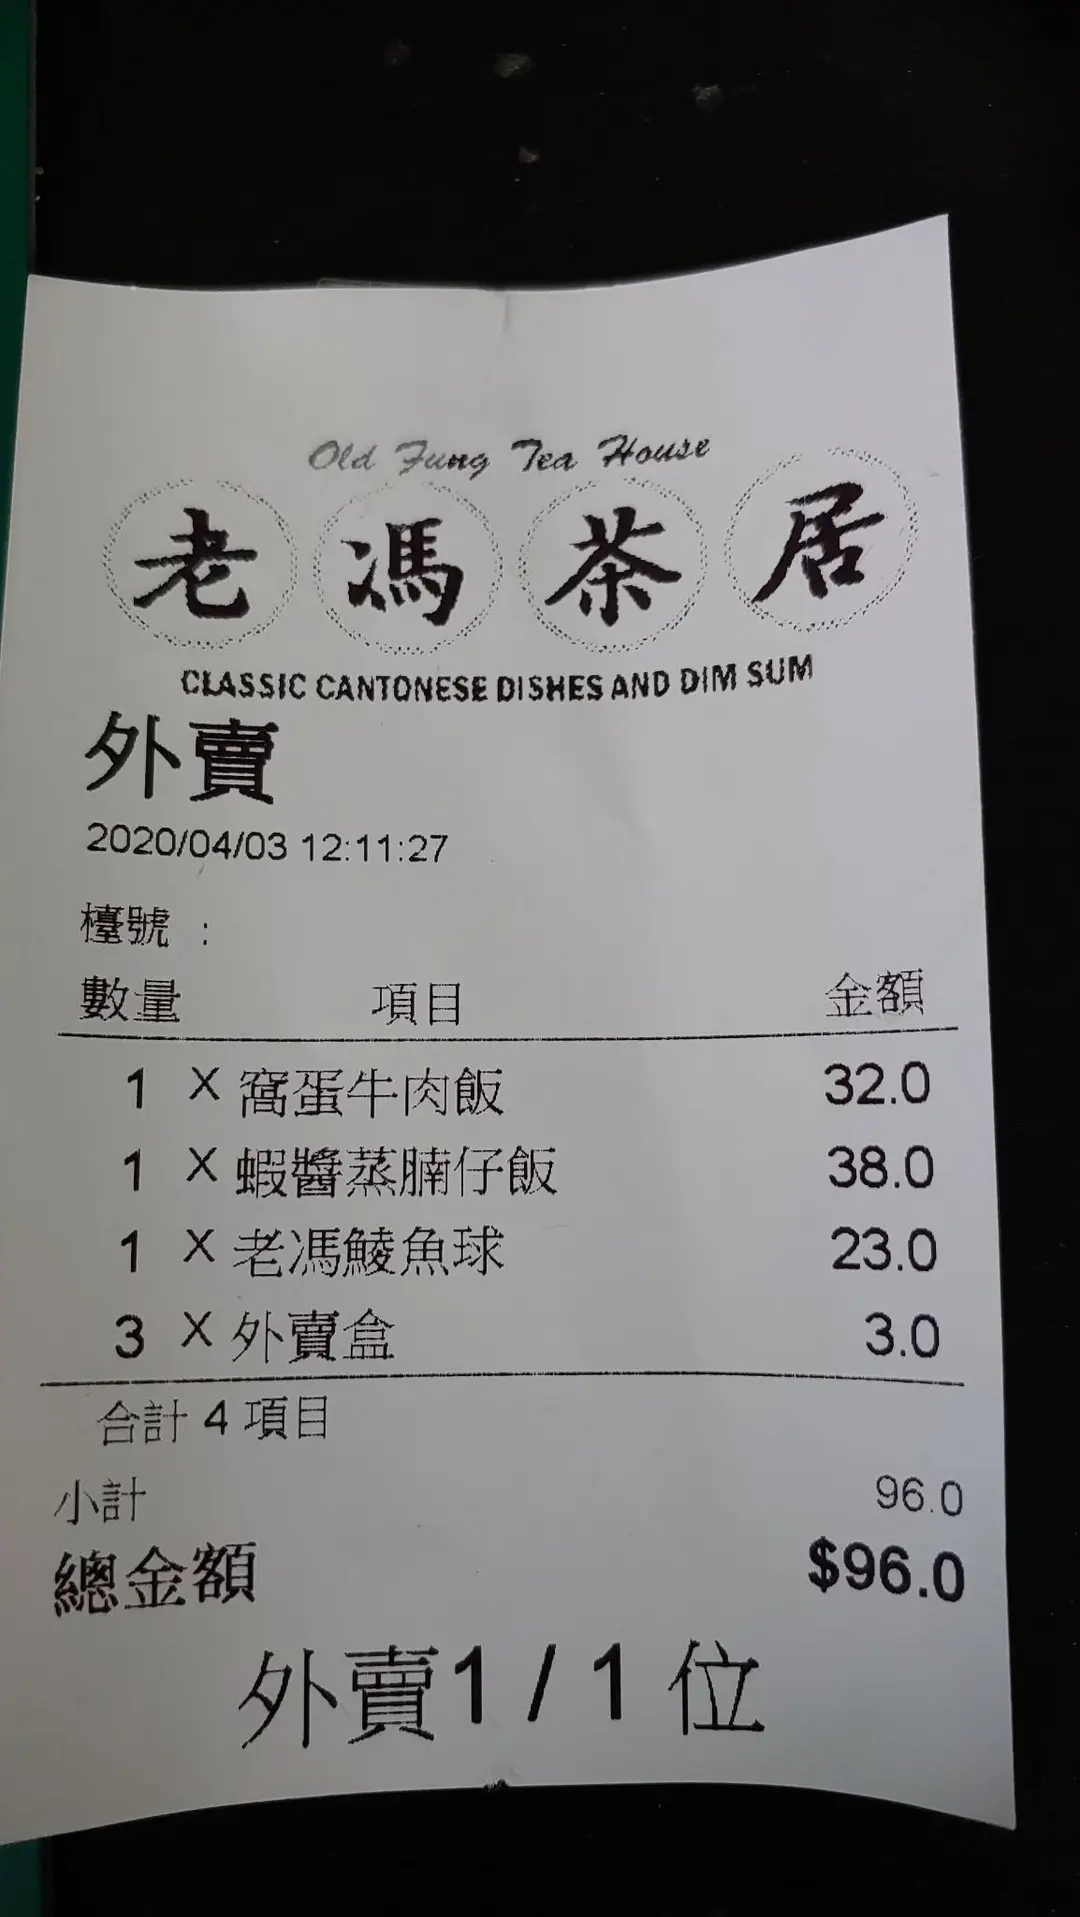 Old Fung Tea House
老馮茶居
CLASSIC CANTONESE DISHES AND DIM SUM
外賣
2020/04/03 12:11:27
檯號 :
數量 項目 金額
1 X 窩蛋牛肉飯 32.0
1 X 蝦醬蒸腩仔飯 38.0
1 X 老馮鯪魚球 23.0
3 X 外賣盒 3.0
合計 4 項目
小計 96.0
總金額 $96.0
外賣1 / 1 位